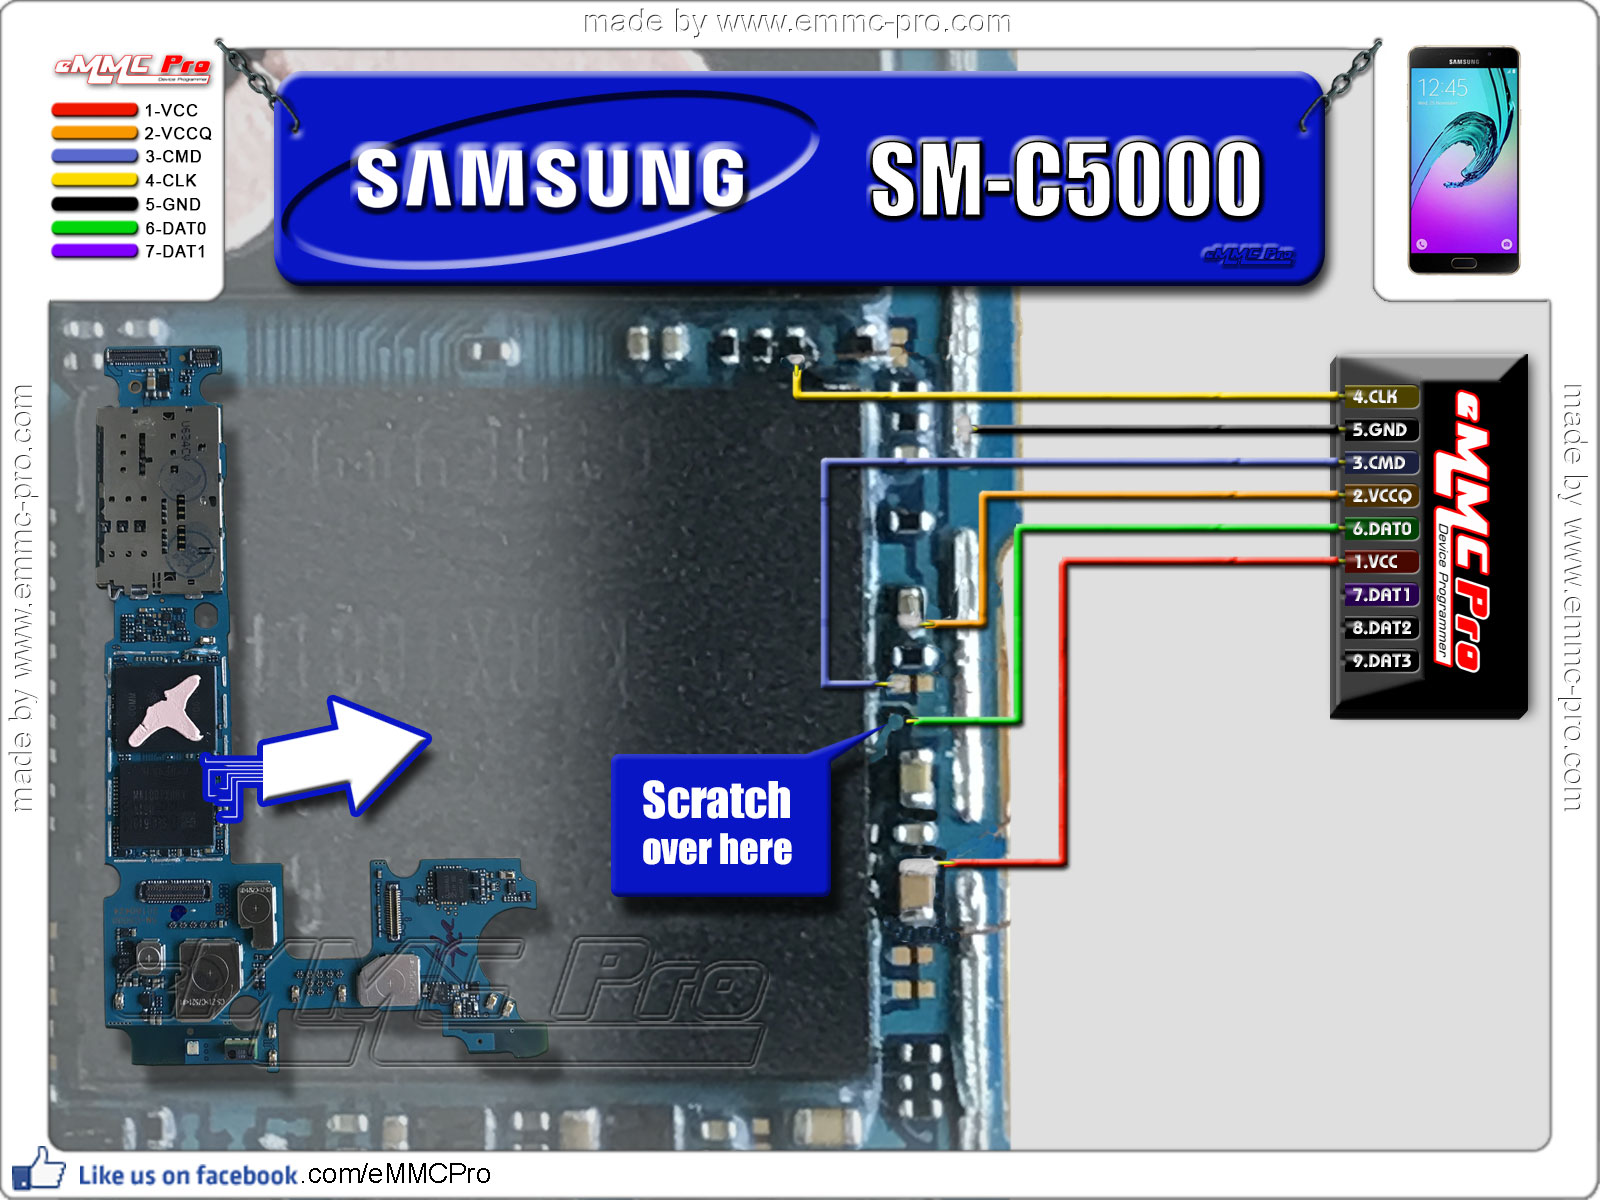 made by www.emmc-pro.com
eMMC Pro
Device Programmer
1-VCC
2-VCCQ
3-CMD
4-CLK
5-GND
6-DAT0
7-DAT1
SAMSUNG
SM-C5000
eMMC Pro
SAMSUNG
12:45
4.CLK
5.GND
3.CMD
2.VCCQ
6.DAT0
1.VCC
7.DAT1
8.DAT2
9.DAT3
eMMC Pro
Device Programmer
made by www.emmc-pro.com
made by www.emmc-pro.com
Scratch
over here
eMMC Pro
Like us on facebook.com/eMMCPro